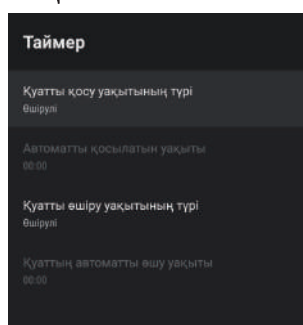 Таймер
Қуатты қосу уақытының түрі
Өшірулі
Автоматты қосылатын уақыты
00:00
Қуатты өшіру уақытының түрі
Өшірулі
Қуаттың автоматты өшу уақыты
00:00